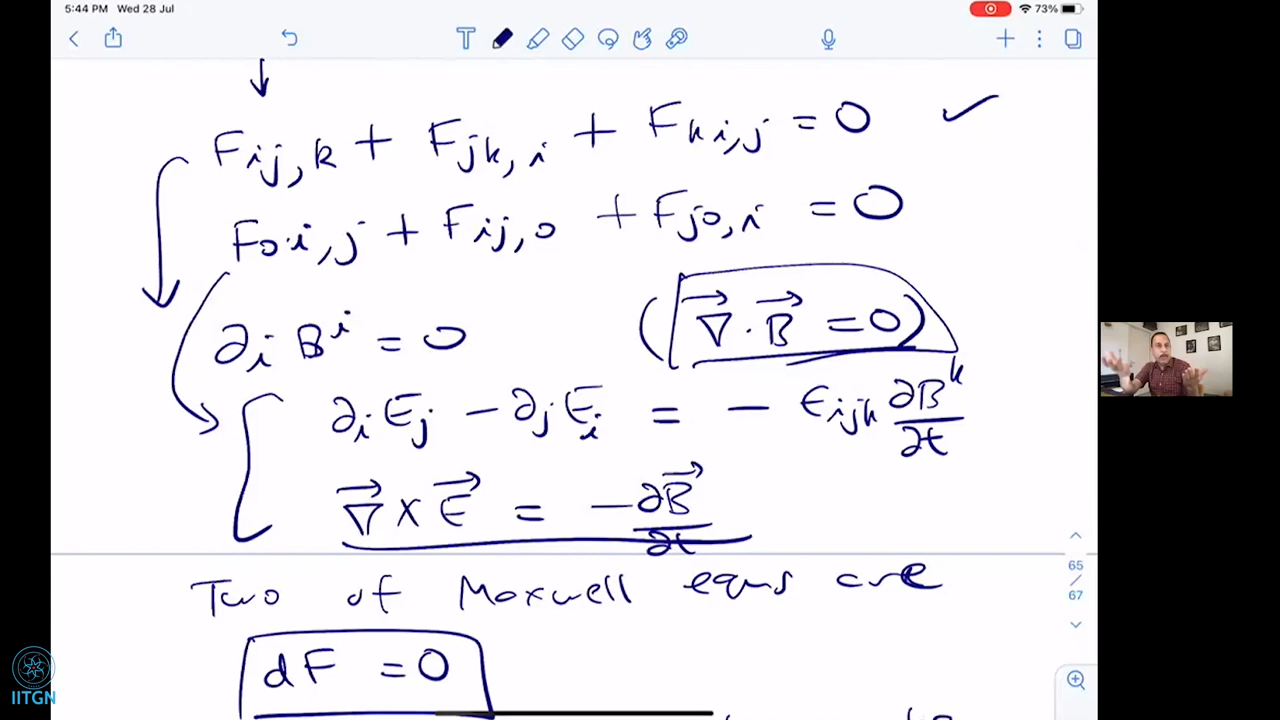 5:44 PM Wed 28 Jul
73%
F_{ij,k} + F_{jk,i} + F_{ki,j} = 0 ✓
F_{0i,j} + F_{ij,0} + F_{j0,i} = 0
∂_i B^i = 0 (∇⃗ · B⃗ = 0)
∂_i E_j − ∂_j E_i = − ϵ_{ijk} ∂B^k/∂t
∇⃗ × E⃗ = −∂B⃗/∂t
65
/
67
Two of Maxwell eqns are
dF = 0
IITGN